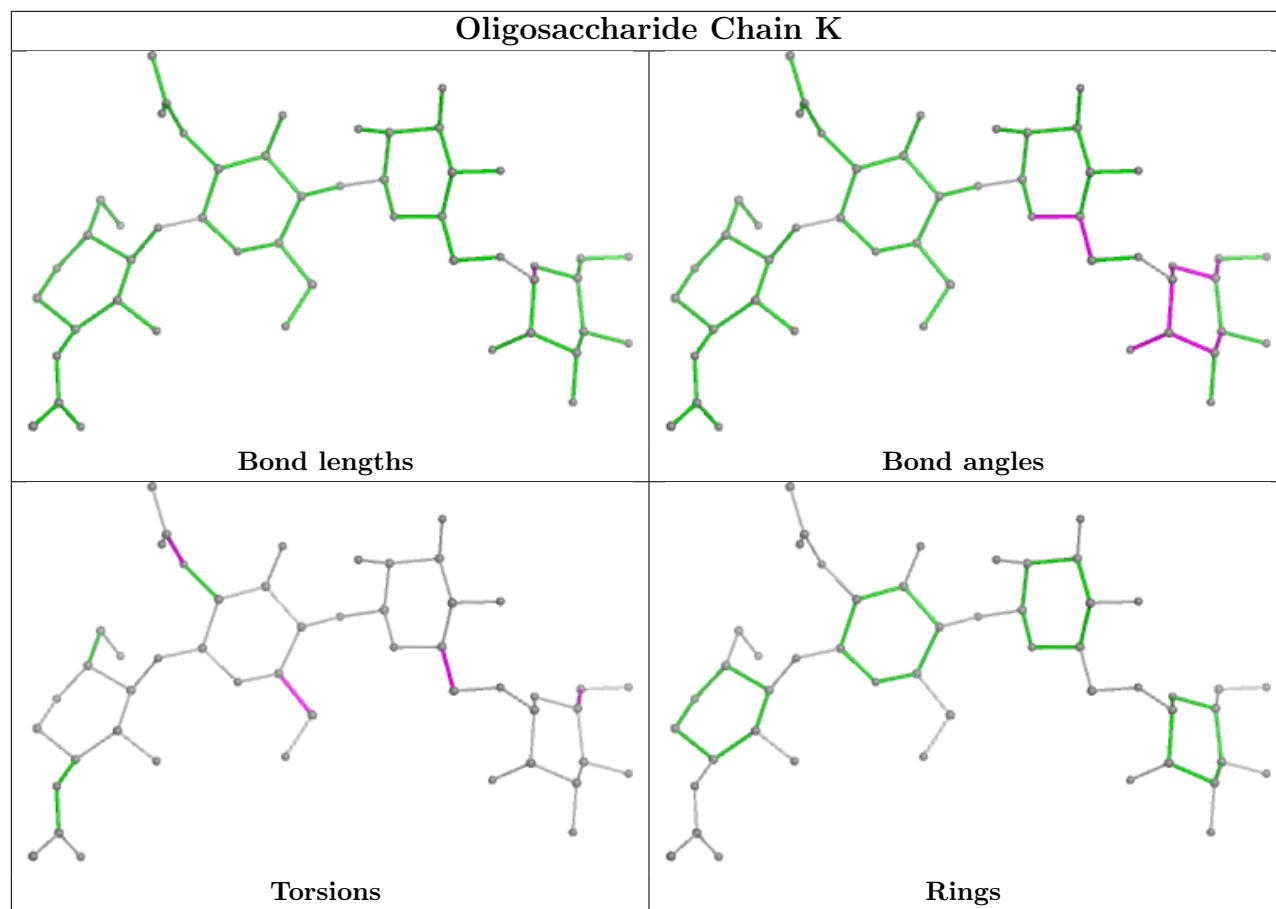 Oligosaccharide Chain K
Bond lengths
Bond angles
Torsions
Rings